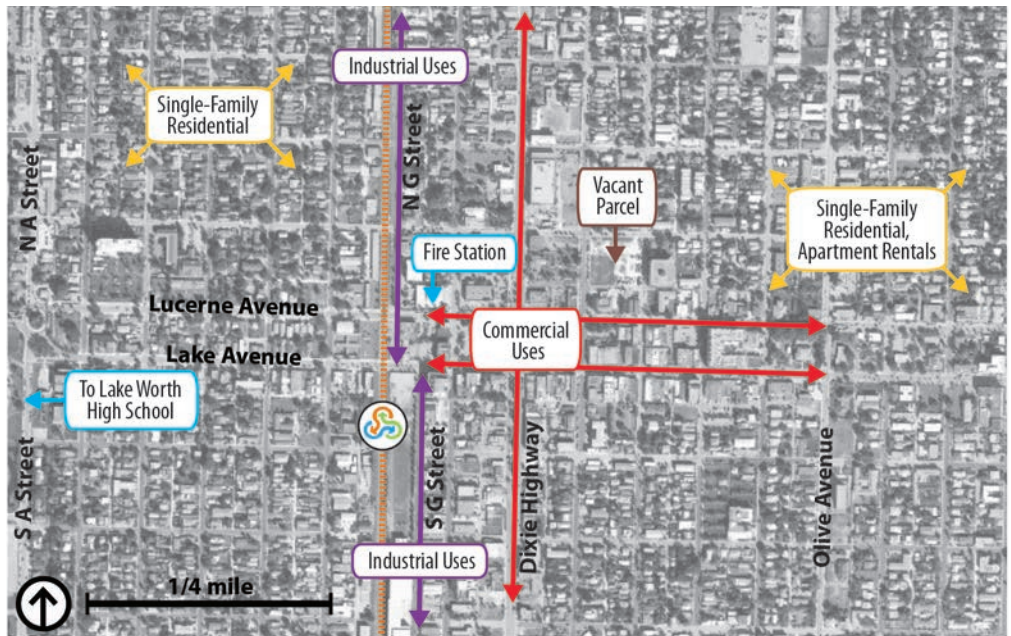 Industrial Uses
Single-Family
Residential
N A Street
N G Street
Vacant
Parcel
Single-Family
Residential,
Apartment Rentals
Fire Station
Lucerne Avenue
Commercial
Uses
Lake Avenue
To Lake Worth
High School
S A Street
S G Street
Dixie Highway
Olive Avenue
Industrial Uses
1/4 mile